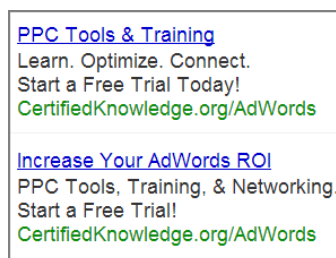 PPC Tools & Training
Learn. Optimize. Connect.
Start a Free Trial Today!
CertifiedKnowledge.org/AdWords
Increase Your AdWords ROI
PPC Tools, Training, & Networking.
Start a Free Trial!
CertifiedKnowledge.org/AdWords